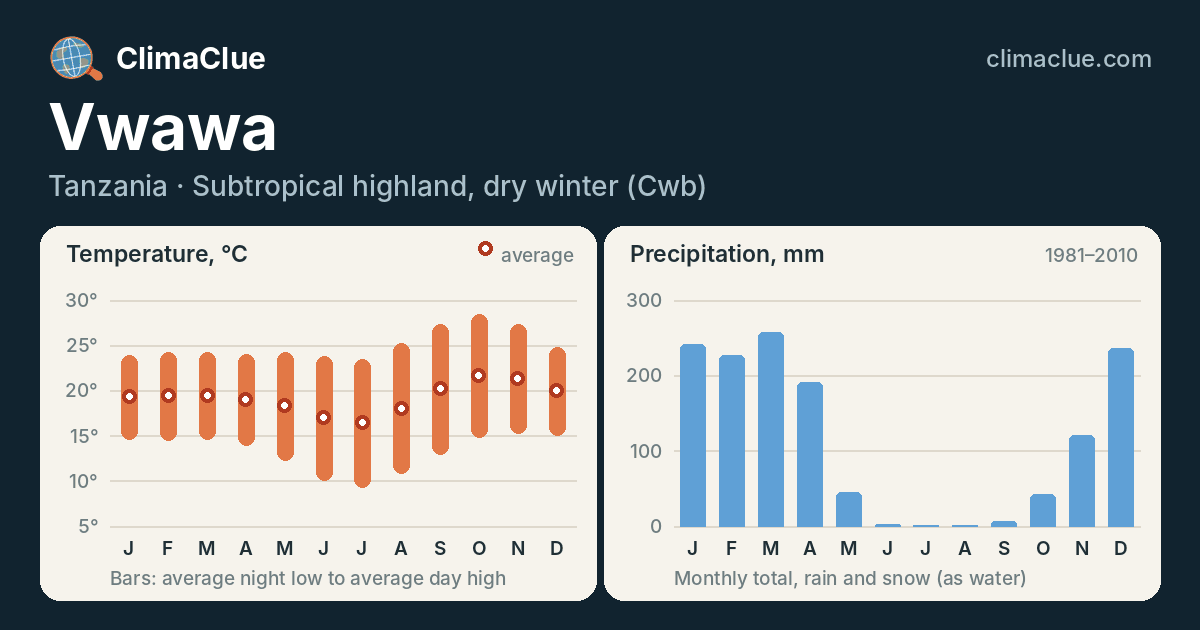 ClimaClue
climaclue.com
Vwawa
Tanzania · Subtropical highland, dry winter (Cwb)
Temperature, °C
average
30°
25°
20°
15°
10°
5°
J F M A M J J A S O N D
Bars: average night low to average day high
Precipitation, mm
1981–2010
300
200
100
0
J F M A M J J A S O N D
Monthly total, rain and snow (as water)